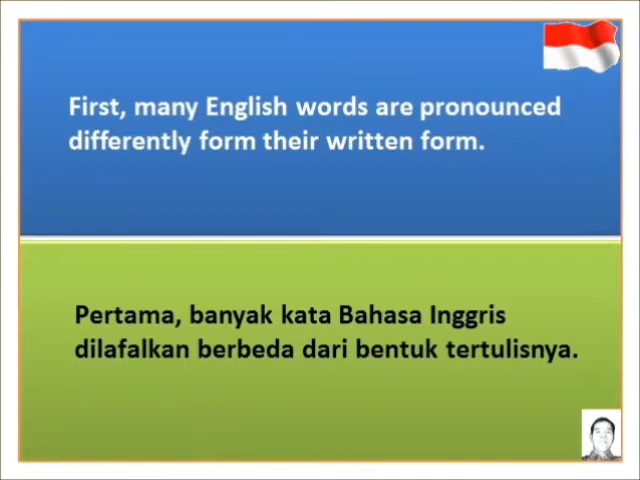 First, many English words are pronounced
differently form their written form.
Pertama, banyak kata Bahasa Inggris
dilafalkan berbeda dari bentuk tertulisnya.